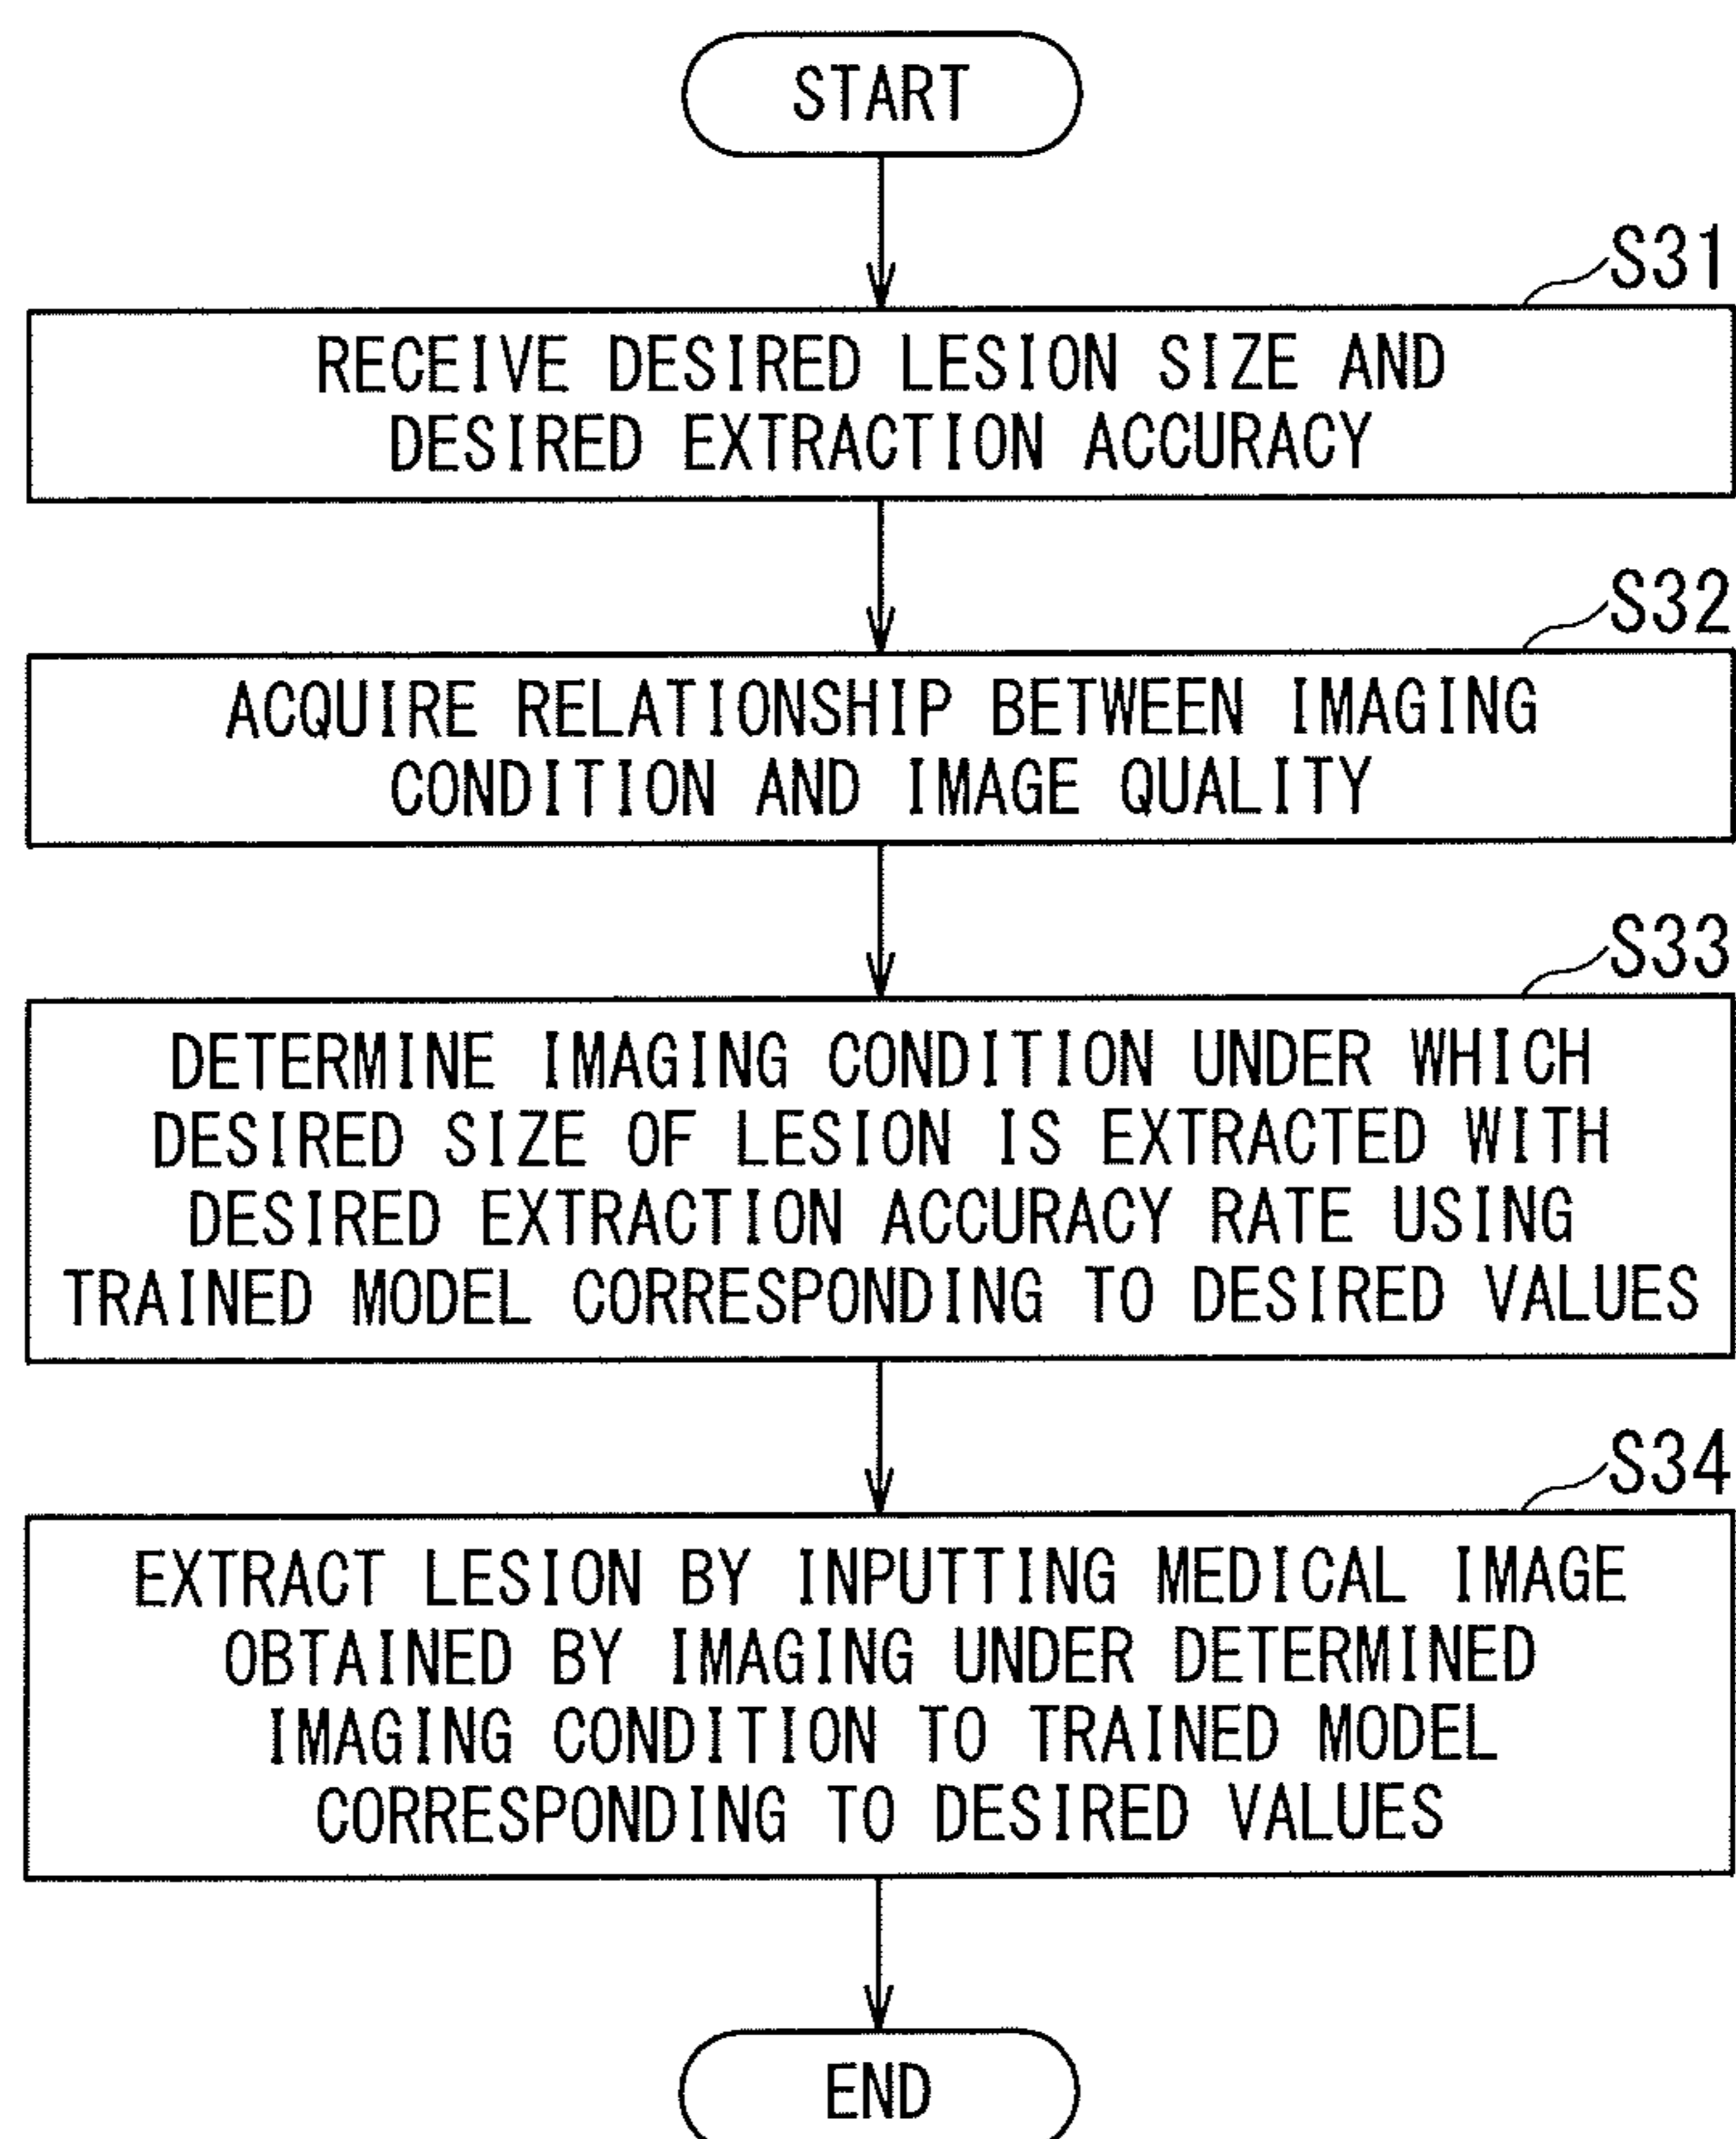 START
S31
RECEIVE DESIRED LESION SIZE AND
DESIRED EXTRACTION ACCURACY
S32
ACQUIRE RELATIONSHIP BETWEEN IMAGING
CONDITION AND IMAGE QUALITY
S33
DETERMINE IMAGING CONDITION UNDER WHICH
DESIRED SIZE OF LESION IS EXTRACTED WITH
DESIRED EXTRACTION ACCURACY RATE USING
TRAINED MODEL CORRESPONDING TO DESIRED VALUES
S34
EXTRACT LESION BY INPUTTING MEDICAL IMAGE
OBTAINED BY IMAGING UNDER DETERMINED
IMAGING CONDITION TO TRAINED MODEL
CORRESPONDING TO DESIRED VALUES
END